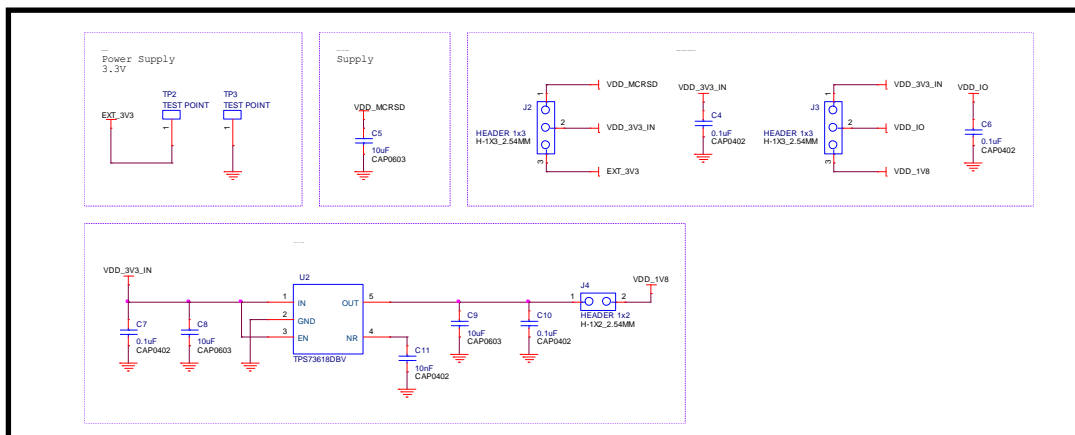 Power Supply
3.3V
TP2
TEST POINT
TP3
TEST POINT
EXT_3V3
1
1
Supply
VDD_MCRSD
C5
10uF
CAP0603
J2
1
2
3
VDD_MCRSD
VDD_3V3_IN
EXT_3V3
HEADER 1x3
H-1X3_2.54MM
VDD_3V3_IN
C4
0.1uF
CAP0402
J3
1
2
3
VDD_3V3_IN
VDD_IO
VDD_1V8
HEADER 1x3
H-1X3_2.54MM
VDD_IO
C6
0.1uF
CAP0402
VDD_3V3_IN
C7
0.1uF
CAP0402
C8
10uF
CAP0603
U2
1
IN
2
GND
3
EN
OUT
5
NR
4
TPS73618DBV
C11
10nF
CAP0402
C9
10uF
CAP0603
C10
0.1uF
CAP0402
J4
1
2
HEADER 1x2
H-1X2_2.54MM
VDD_1V8